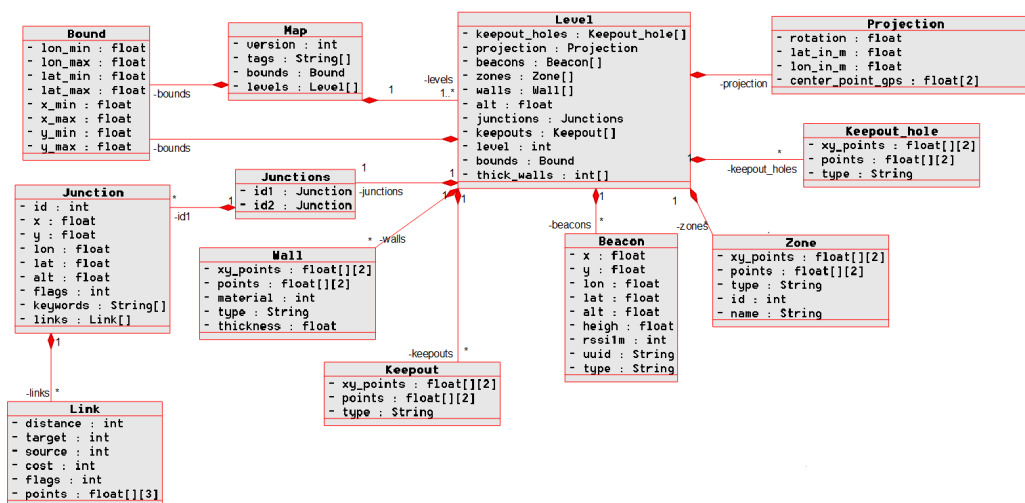 Bound
- lon_min : float
- lon_max : float
- lat_min : float
- lat_max : float
- x_min : float
- x_max : float
- y_min : float
- y_max : float
Map
- version : int
- tags : String[]
- bounds : Bound
- levels : Level[]
Level
- keepout_holes : Keepout_hole[]
- projection : Projection
- beacons : Beacon[]
- zones : Zone[]
- walls : Wall[]
- alt : float
- junctions : Junctions
- keepouts : Keepout[]
- level : int
- bounds : Bound
- thick_walls : int[]
Projection
- rotation : float
- lat_in_m : float
- lon_in_m : float
- center_point_gps : float[2]
-bounds
1
-levels
1..*
-projection
-bounds
Keepout_hole
- xy_points : float[][2]
- points : float[][2]
- type : String
1
*
-keepout_holes
Junction
- id : int
- x : float
- y : float
- lon : float
- lat : float
- alt : float
- flags : int
- keywords : String[]
- links : Link[]
*
-id1
1
Junctions
- id1 : Junction
- id2 : Junction
1
-junctions
1
Wall
- xy_points : float[][2]
- points : float[][2]
- material : int
- type : String
- thickness : float
* -walls
1
1
-keepouts *
Keepout
- xy_points : float[][2]
- points : float[][2]
- type : String
1
-beacons *
Beacon
- x : float
- y : float
- lon : float
- lat : float
- alt : float
- heigh : float
- rssi1m : int
- uuid : String
- type : String
1
-zones*
Zone
- xy_points : float[][2]
- points : float[][2]
- type : String
- id : int
- name : String
1
-links *
Link
- distance : int
- target : int
- source : int
- cost : int
- flags : int
- points : float[][3]